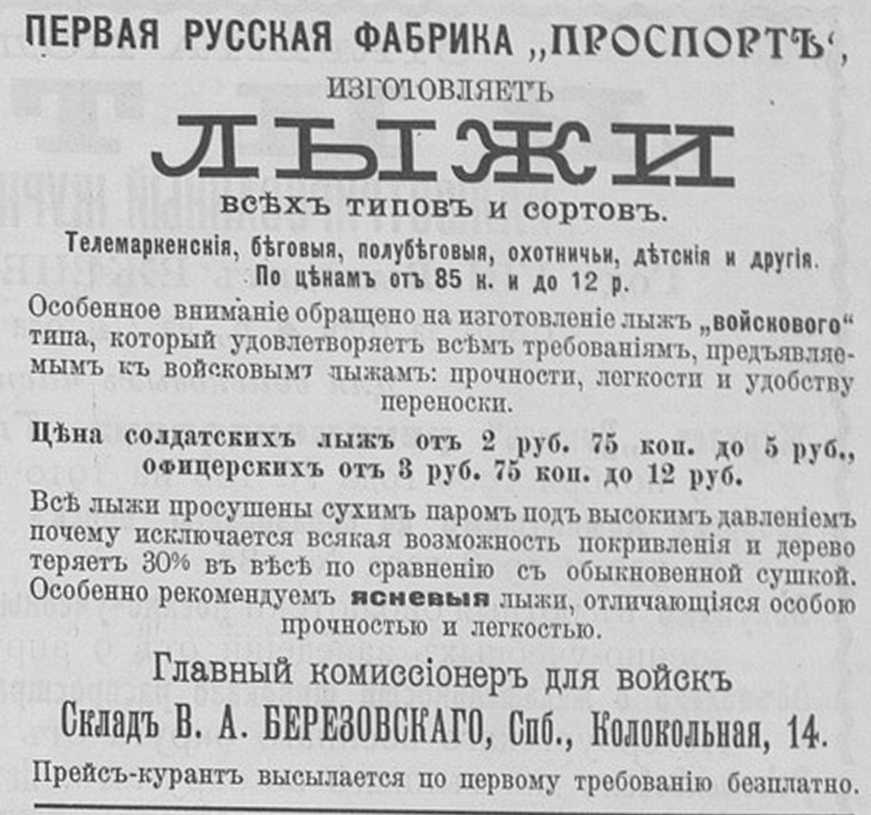 ПЕРВАЯ РУССКАЯ ФАБРИКА „ПРОСПОРТЪ‘,
ИЗГОТОВЛЯЕТЪ
ЛЫЖИ
всѣхъ типовъ и сортовъ.
Телемаркенскія, бѣговыя, полубѣговыя, охотничьи, дѣтскія и другія.
По цѣнамъ отъ 85 к. и до 12 р.
Особенное вниманіе обращено на изготовленіе лыжъ „войскового“
типа, который удовлетворяетъ всѣмъ требованіямъ, предъявляе-
мымъ къ войсковымъ лыжамъ: прочности, легкости и удобству
переноски.
Цѣна солдатскихъ лыжъ отъ 2 руб. 75 коп. до 5 руб.,
офицерскихъ отъ 3 руб. 75 коп. до 12 руб.
Всѣ лыжи просушены сухимъ паромъ подъ высокимъ давленіемъ
почему исключается всякая возможность покривленія и дерево
теряетъ 30% въ вѣсѣ по сравненію съ обыкновенной сушкой.
Особенно рекомендуемъ ясневыя лыжи, отличающіяся особою
прочностью и легкостью.
Главный комиссіонеръ для войскъ
Складъ В. А. БЕРЕЗОВСКАГО, Спб., Колокольная, 14.
Прейсъ-курантъ высылается по первому требованію безплатно.